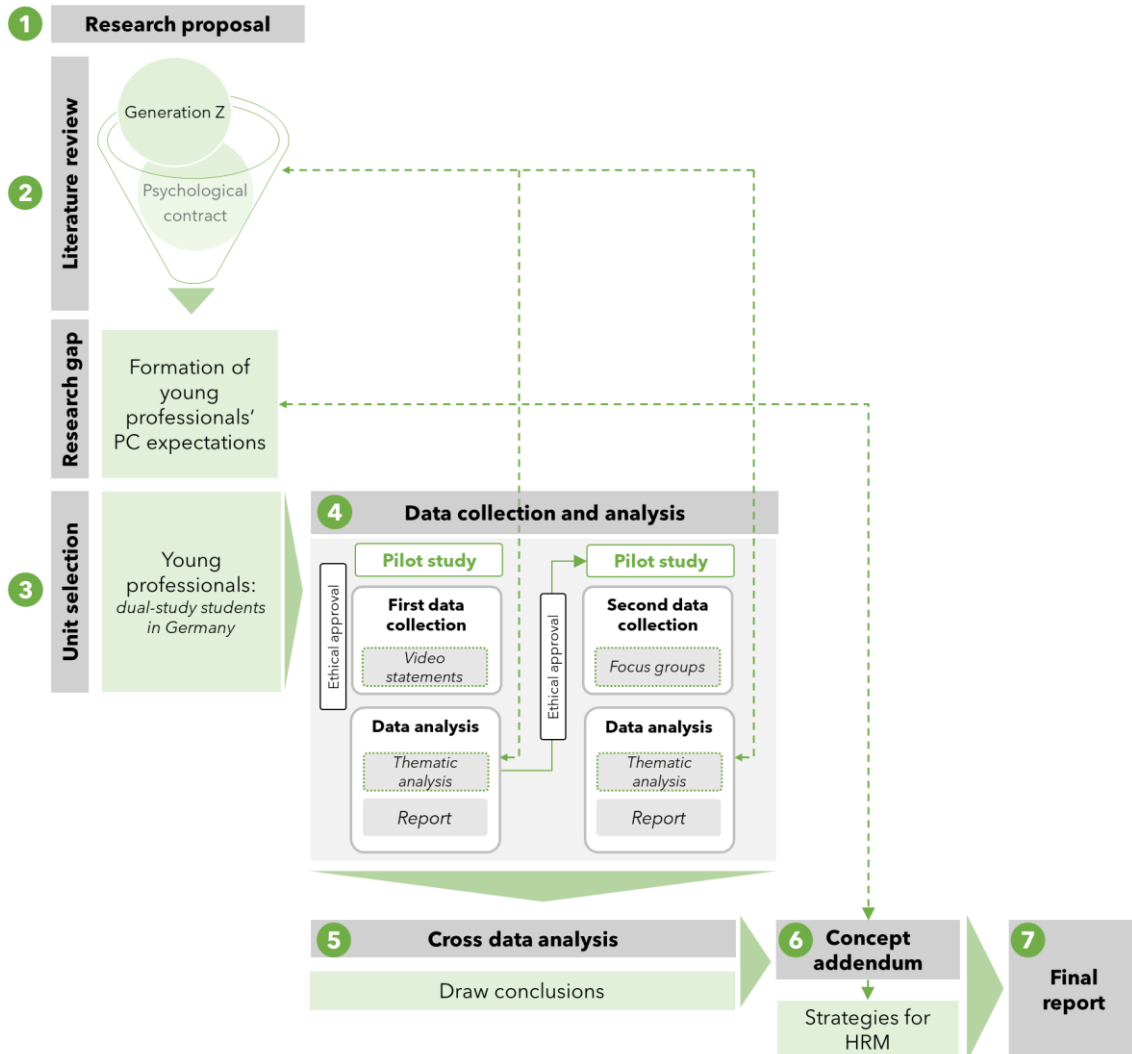 1
Research proposal
2
Literature review
Generation Z
Psychological
contract
Research gap
Formation of
young
professionals'
PC expectations
3
Unit selection
Young
professionals:
dual-study students
in Germany
4
Data collection and analysis
Ethical approval
Pilot study
First data
collection
Video
statements
Data analysis
Thematic
analysis
Report
Ethical approval
Pilot study
Second data
collection
Focus groups
Data analysis
Thematic
analysis
Report
5
Cross data analysis
Draw conclusions
6
Concept
addendum
Strategies for
HRM
7
Final
report